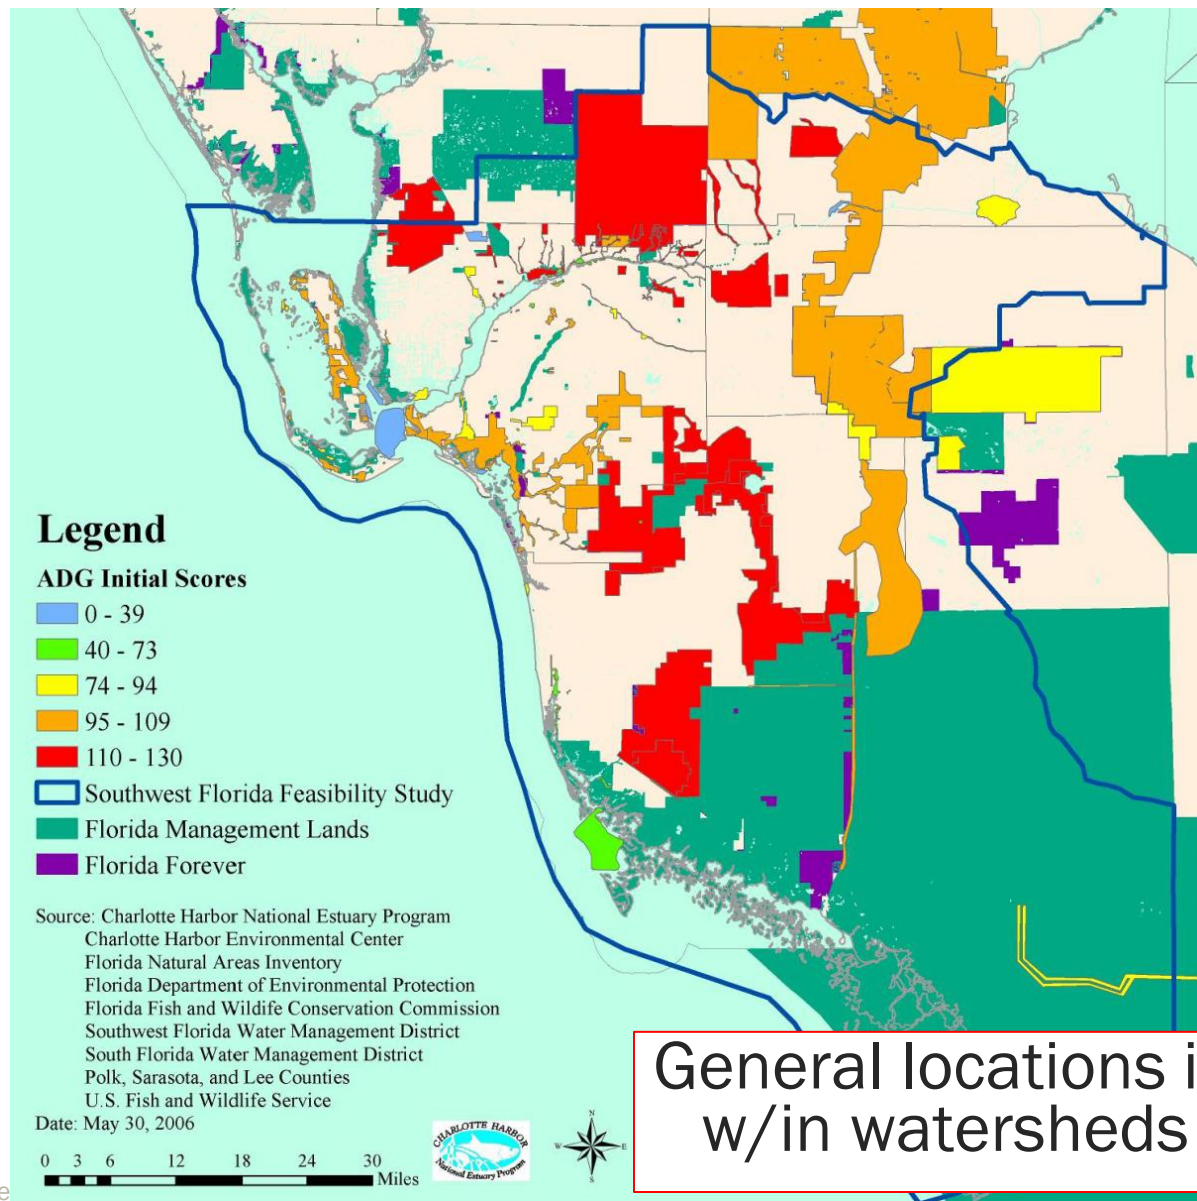 Legend
ADG Initial Scores
0 - 39
40 - 73
74 - 94
95 - 109
110 - 130
Southwest Florida Feasibility Study
Florida Management Lands
Florida Forever
Source: Charlotte Harbor National Estuary Program
Charlotte Harbor Environmental Center
Florida Natural Areas Inventory
Florida Department of Environmental Protection
Florida Fish and Wildlife Conservation Commission
Southwest Florida Water Management District
South Florida Water Management District
Polk, Sarasota, and Lee Counties
U.S. Fish and Wildlife Service
Date: May 30, 2006
0 3 6 12 18 24 30
Miles
CHARLOTTE HARBOR
National Estuary Program
N
W E
S
General locations i
w/in watersheds
e